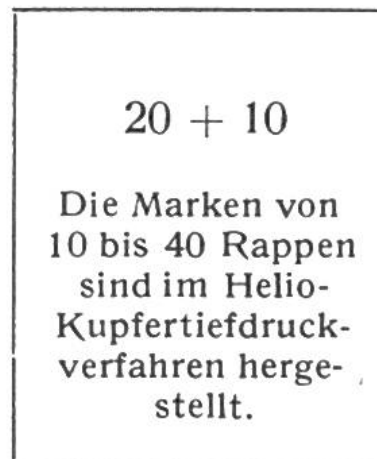 20 + 10
Die Marken von
10 bis 40 Rappen
sind im Helio-
Kupfertiefdruck-
verfahren herge-
stellt.